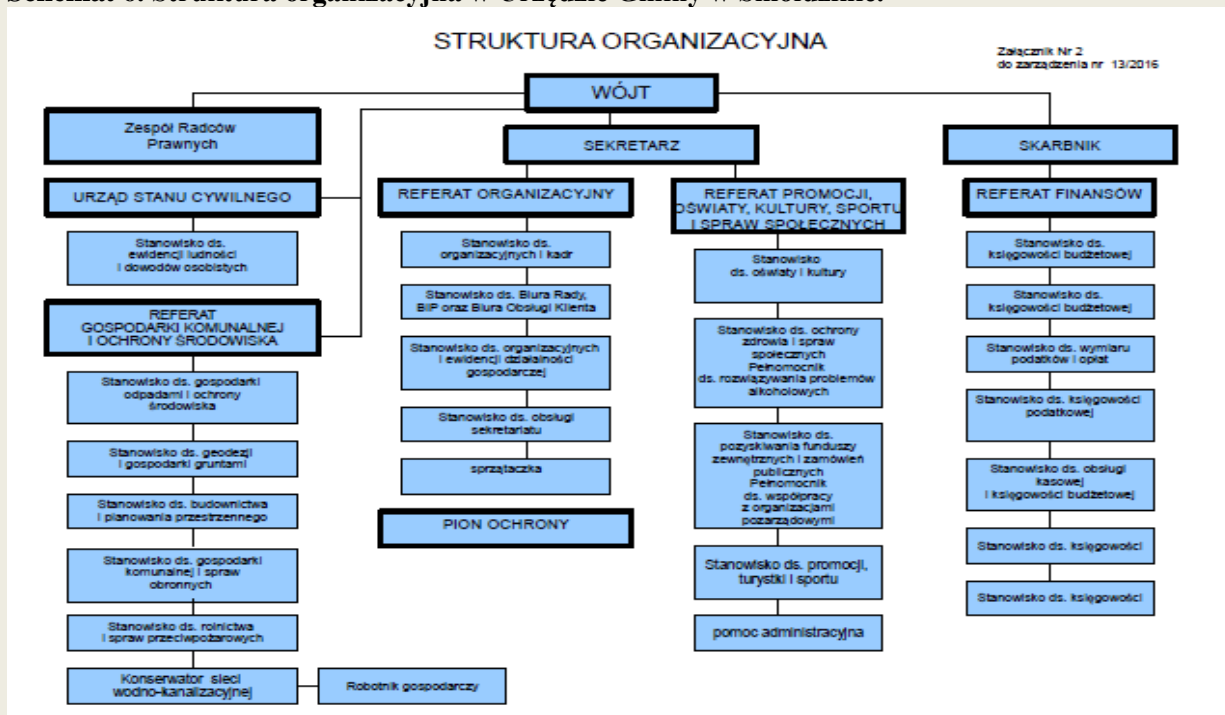 STRUKTURA ORGANIZACYJNA
Załącznik Nr 2
do zarządzenia nr 13/2016
WÓJT
Zespół Radców
Prawnych
SEKRETARZ
SKARBNIK
URZĄD STANU CYWILNEGO
Stanowisko ds.
ewidencji ludności
i dowodów osobistych
REFERAT
GOSPODARKI KOMUNALNEJ
I OCHRONY ŚRODOWISKA
Stanowisko ds. gospodarki
odpadami i ochrony
środowiska
Stanowisko ds. geodezji
i gospodarki gruntami
Stanowisko ds. budownictwa
i planowania przestrzennego
Stanowisko ds. gospodarki
komunalnej i spraw
obronnych
Stanowisko ds. rolnictwa
i spraw przeciwpożarowych
Konserwator sieci
wodno-kanalizacyjnej
Robotnik gospodarczy
REFERAT ORGANIZACYJNY
Stanowisko ds.
organizacyjnych i kadr
Stanowisko ds. Biura Rady,
BIP oraz Biura Obsługi Klienta
Stanowisko ds. organizacyjnych
i ewidencji działalności
gospodarczej
Stanowisko ds. obsługi
sekretariatu
sprzątaczka
PION OCHRONY
REFERAT PROMOCJI,
OŚWIATY, KULTURY, SPORTU
I SPRAW SPOŁECZNYCH
Stanowisko
ds. oświaty i kultury
Stanowisko ds. ochrony
zdrowia i spraw
społecznych
Pełnomocnik
ds. rozwiązywania problemów
alkoholowych
Stanowisko ds.
pozyskiwania funduszy
zewnętrznych i zamówień
publicznych
Pełnomocnik
ds. współpracy
z organizacjami
pozarządowymi
Stanowisko ds. promocji,
turystki i sportu
pomoc administracyjna
REFERAT FINANSÓW
Stanowisko ds.
księgowości budżetowej
Stanowisko ds.
księgowości budżetowej
Stanowisko ds. wymiaru
podatków i opłat
Stanowisko ds. księgowości
podatkowej
Stanowisko ds. obsługi
kasowej
i księgowości budżetowej
Stanowisko ds. księgowości
Stanowisko ds. księgowości